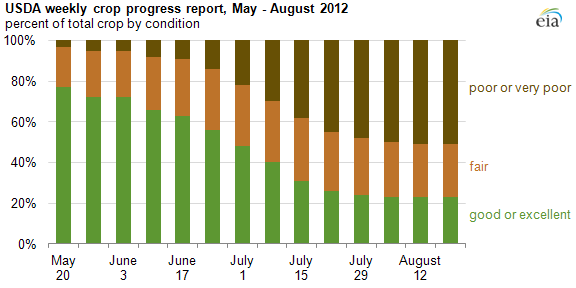 USDA weekly crop progress report, May - August 2012
percent of total crop by condition
eia
100%
80%
60%
40%
20%
0%
poor or very poor
fair
good or excellent
May 20
June 3
June 17
July 1
July 15
July 29
August 12